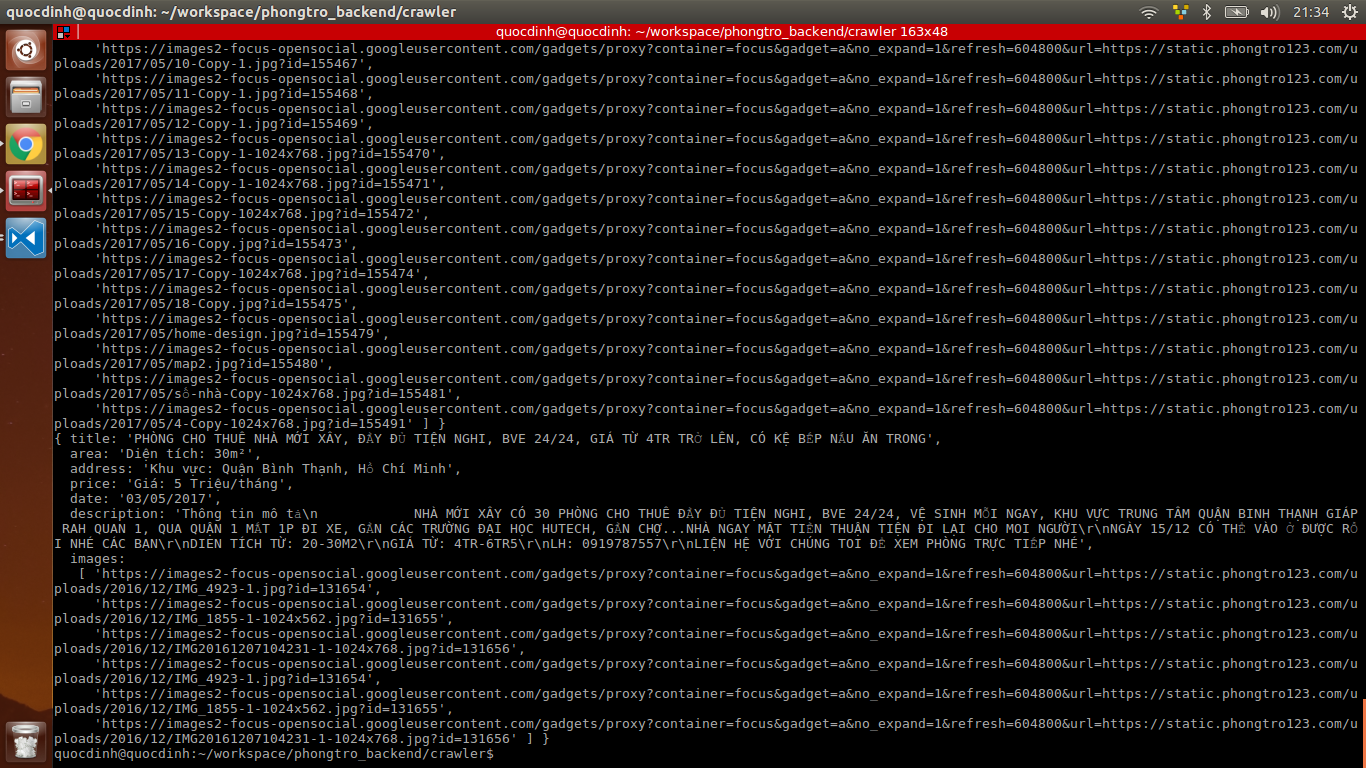 quocdinh@quocdinh: ~/workspace/phongtro_backend/crawler
21:34
quocdinh@quocdinh: ~/workspace/phongtro_backend/crawler 163x48
'https://images2-focus-opensocial.googleusercontent.com/gadgets/proxy?container=focus&gadget=a&no_expand=1&refresh=604800&url=https://static.phongtro123.com/u
ploads/2017/05/10-Copy-1.jpg?id=155467',
'https://images2-focus-opensocial.googleusercontent.com/gadgets/proxy?container=focus&gadget=a&no_expand=1&refresh=604800&url=https://static.phongtro123.com/u
ploads/2017/05/11-Copy-1.jpg?id=155468',
'https://images2-focus-opensocial.googleusercontent.com/gadgets/proxy?container=focus&gadget=a&no_expand=1&refresh=604800&url=https://static.phongtro123.com/u
ploads/2017/05/12-Copy-1.jpg?id=155469',
'https://images2-focus-opensocial.googleusercontent.com/gadgets/proxy?container=focus&gadget=a&no_expand=1&refresh=604800&url=https://static.phongtro123.com/u
ploads/2017/05/13-Copy-1-1024x768.jpg?id=155470',
'https://images2-focus-opensocial.googleusercontent.com/gadgets/proxy?container=focus&gadget=a&no_expand=1&refresh=604800&url=https://static.phongtro123.com/u
ploads/2017/05/14-Copy-1-1024x768.jpg?id=155471',
'https://images2-focus-opensocial.googleusercontent.com/gadgets/proxy?container=focus&gadget=a&no_expand=1&refresh=604800&url=https://static.phongtro123.com/u
ploads/2017/05/15-Copy-1024x768.jpg?id=155472',
'https://images2-focus-opensocial.googleusercontent.com/gadgets/proxy?container=focus&gadget=a&no_expand=1&refresh=604800&url=https://static.phongtro123.com/u
ploads/2017/05/16-Copy.jpg?id=155473',
'https://images2-focus-opensocial.googleusercontent.com/gadgets/proxy?container=focus&gadget=a&no_expand=1&refresh=604800&url=https://static.phongtro123.com/u
ploads/2017/05/17-Copy-1024x768.jpg?id=155474',
'https://images2-focus-opensocial.googleusercontent.com/gadgets/proxy?container=focus&gadget=a&no_expand=1&refresh=604800&url=https://static.phongtro123.com/u
ploads/2017/05/18-Copy.jpg?id=155475',
'https://images2-focus-opensocial.googleusercontent.com/gadgets/proxy?container=focus&gadget=a&no_expand=1&refresh=604800&url=https://static.phongtro123.com/u
ploads/2017/05/home-design.jpg?id=155479',
'https://images2-focus-opensocial.googleusercontent.com/gadgets/proxy?container=focus&gadget=a&no_expand=1&refresh=604800&url=https://static.phongtro123.com/u
ploads/2017/05/map2.jpg?id=155480',
'https://images2-focus-opensocial.googleusercontent.com/gadgets/proxy?container=focus&gadget=a&no_expand=1&refresh=604800&url=https://static.phongtro123.com/u
ploads/2017/05/số-nhà-Copy-1024x768.jpg?id=155481',
'https://images2-focus-opensocial.googleusercontent.com/gadgets/proxy?container=focus&gadget=a&no_expand=1&refresh=604800&url=https://static.phongtro123.com/u
ploads/2017/05/4-Copy-1024x768.jpg?id=155491' ] }
{ title: 'PHÒNG CHO THUÊ NHÀ MỚI XÂY, ĐẦY ĐỦ TIỆN NGHI, BVE 24/24, GIÁ TỪ 4TR TRỞ LÊN, CÓ KỆ BẾP NẤU ĂN TRONG',
area: 'Diện tích: 30m²',
address: 'Khu vực: Quận Bình Thạnh, Hồ Chí Minh',
price: 'Giá: 5 Triệu/tháng',
date: '03/05/2017',
description: 'Thông tin mô tả\n NHÀ MỚI XÂY CÓ 30 PHÒNG CHO THUÊ ĐẦY ĐỦ TIỆN NGHI, BVE 24/24, VỆ SINH MỖI NGAY, KHU VỰC TRUNG TÂM QUẬN BINH THẠNH GIÁP
RAH QUAN 1, QUA QUẬN 1 MẤT 1P ĐI XE, GẦN CÁC TRƯỜNG ĐẠI HỌC HUTECH, GẦN CHỢ...NHÀ NGAY MẶT TIỀN THUẬN TIỆN ĐI LẠI CHO MOI NGƯỜI\r\nNGÀY 15/12 CÓ THỂ VÀO Ở ĐƯỢC RỒ
I NHÉ CÁC BẠN\r\nDIEN TÍCH TỪ: 20-30M2\r\nGIÁ TỪ: 4TR-6TR5\r\nLH: 0919787557\r\nLIỆN HỆ VỚI CHÚNG TOI ĐỂ XEM PHÒNG TRỰC TIẾP NHÉ',
images:
[ 'https://images2-focus-opensocial.googleusercontent.com/gadgets/proxy?container=focus&gadget=a&no_expand=1&refresh=604800&url=https://static.phongtro123.com/u
ploads/2016/12/IMG_4923-1.jpg?id=131654',
'https://images2-focus-opensocial.googleusercontent.com/gadgets/proxy?container=focus&gadget=a&no_expand=1&refresh=604800&url=https://static.phongtro123.com/u
ploads/2016/12/IMG_1855-1-1024x562.jpg?id=131655',
'https://images2-focus-opensocial.googleusercontent.com/gadgets/proxy?container=focus&gadget=a&no_expand=1&refresh=604800&url=https://static.phongtro123.com/u
ploads/2016/12/IMG20161207104231-1-1024x768.jpg?id=131656',
'https://images2-focus-opensocial.googleusercontent.com/gadgets/proxy?container=focus&gadget=a&no_expand=1&refresh=604800&url=https://static.phongtro123.com/u
ploads/2016/12/IMG_4923-1.jpg?id=131654',
'https://images2-focus-opensocial.googleusercontent.com/gadgets/proxy?container=focus&gadget=a&no_expand=1&refresh=604800&url=https://static.phongtro123.com/u
ploads/2016/12/IMG_1855-1-1024x562.jpg?id=131655',
'https://images2-focus-opensocial.googleusercontent.com/gadgets/proxy?container=focus&gadget=a&no_expand=1&refresh=604800&url=https://static.phongtro123.com/u
ploads/2016/12/IMG20161207104231-1-1024x768.jpg?id=131656' ] }
quocdinh@quocdinh:~/workspace/phongtro_backend/crawler$